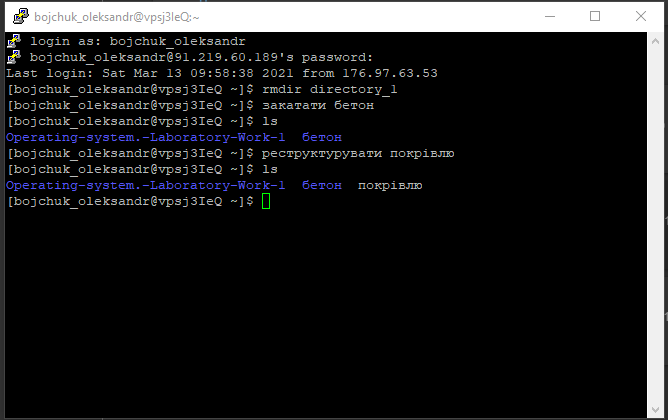 bojchuk_oleksandr@vpsj3IeQ:~
login as: bojchuk_oleksandr
bojchuk_oleksandr@91.219.60.189's password:
Last login: Sat Mar 13 09:58:38 2021 from 176.97.63.53
[bojchuk_oleksandr@vpsj3IeQ ~]$ rmdir directory_1
[bojchuk_oleksandr@vpsj3IeQ ~]$ закатати бетон
[bojchuk_oleksandr@vpsj3IeQ ~]$ ls
Operating-system.-Laboratory-Work-1  бетон
[bojchuk_oleksandr@vpsj3IeQ ~]$ реструктурувати покрівлю
[bojchuk_oleksandr@vpsj3IeQ ~]$ ls
Operating-system.-Laboratory-Work-1  бетон  покрівлю
[bojchuk_oleksandr@vpsj3IeQ ~]$